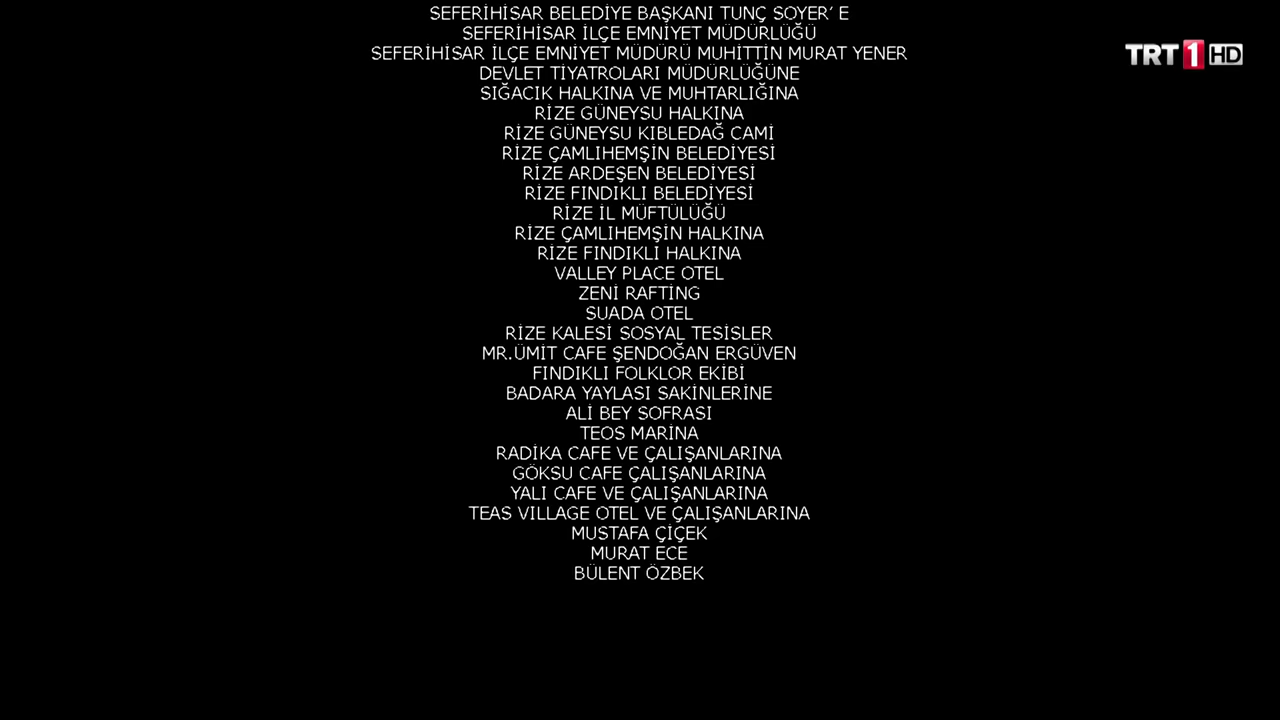 SEFERİHİSAR BELEDİYE BAŞKANI TUNÇ SOYER’ E
SEFERİHİSAR İLÇE EMNİYET MÜDÜRLÜĞÜ
SEFERİHİSAR İLÇE EMNİYET MÜDÜRÜ MUHİTTİN MURAT YENER
DEVLET TİYATROLARI MÜDÜRLÜĞÜNE
SIĞACIK HALKINA VE MUHTARLIĞINA
RİZE GÜNEYSU HALKINA
RİZE GÜNEYSU KIBLEDAĞ CAMİ
RİZE ÇAMLIHEMŞİN BELEDİYESİ
RİZE ARDEŞEN BELEDİYESİ
RİZE FINDIKLI BELEDİYESİ
RİZE İL MÜFTÜLÜĞÜ
RİZE ÇAMLIHEMŞİN HALKINA
RİZE FINDIKLI HALKINA
VALLEY PLACE OTEL
ZENİ RAFTİNG
SUADA OTEL
RİZE KALESİ SOSYAL TESİSLER
MR.ÜMİT CAFE ŞENDOĞAN ERGÜVEN
FINDIKLI FOLKLOR EKİBİ
BADARA YAYLASI SAKİNLERİNE
ALİ BEY SOFRASI
TEOS MARİNA
RADİKA CAFE VE ÇALIŞANLARINA
GÖKSU CAFE ÇALIŞANLARINA
YALI CAFE VE ÇALIŞANLARINA
TEAS VILLAGE OTEL VE ÇALIŞANLARINA
MUSTAFA ÇİÇEK
MURAT ECE
BÜLENT ÖZBEK
TRT 1 HD